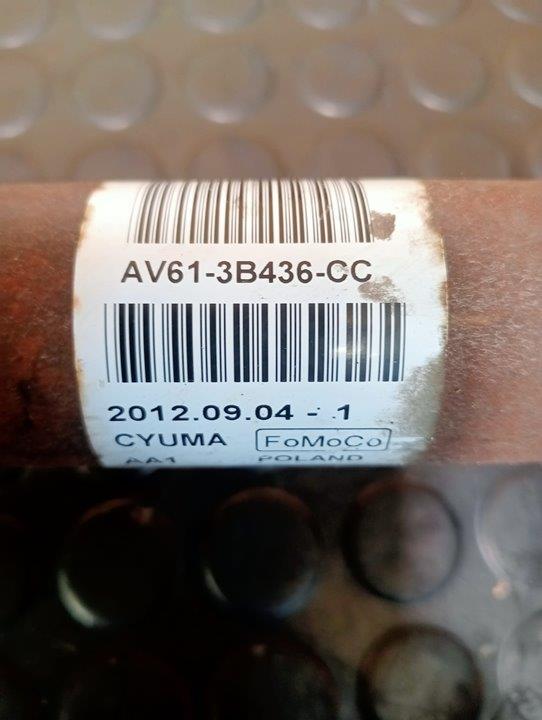 AV61-3B436-CC
2012.09.04 - 1
CYUMA FoMoCo
AA1 POLAND